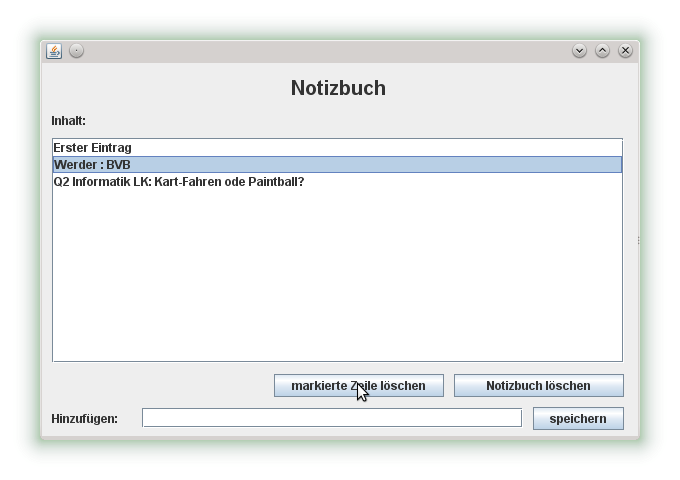 Notizbuch
Inhalt:
Erster Eintrag
Werder : BVB
Q2 Informatik LK: Kart-Fahren ode Paintball?
markierte Zeile löschen Notizbuch löschen
Hinzufügen: speichern